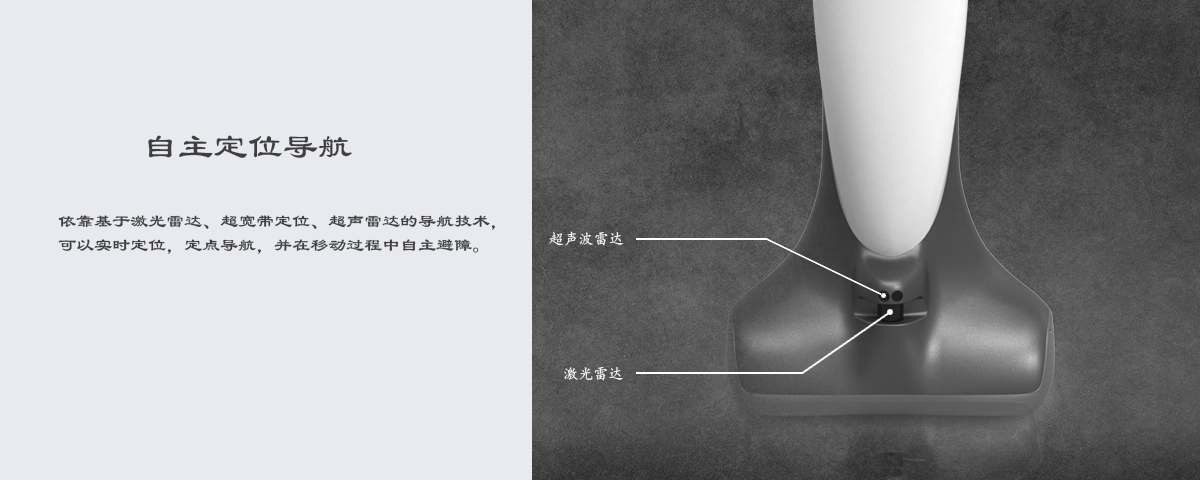 自主定位导航
依靠基于激光雷达、超宽带定位、超声雷达的导航技术，
可以实时定位，定点导航，并在移动过程中自主避障。
超声波雷达
激光雷达